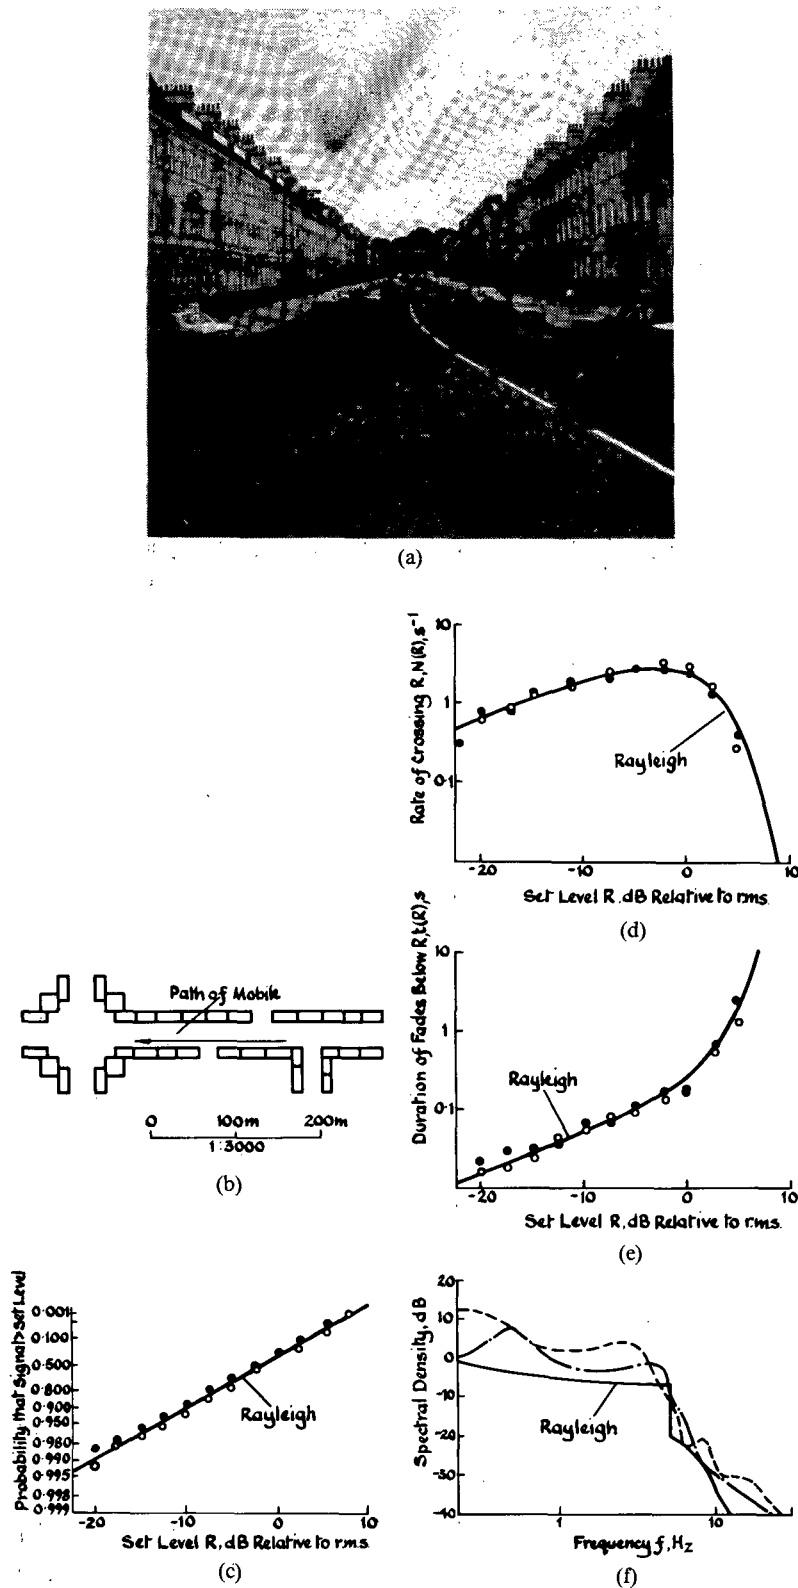 (a)
10
1
0·1
Rate of Crossing R, N(R), s⁻¹
Rayleigh
-20 -10 0 10
Set Level R, dB Relative to r.m.s.
(d)
Path of Mobile
0 100m 200m
1:3000
(b)
10
1
0·1
Duration of Fades Below R, t(R), s
Rayleigh
-20 -10 0 10
Set Level R, dB Relative to r.m.s.
(e)
Probability that signal > set Level
0·001
0·100
0·500
0·800
0·900
0·950
0·980
0·990
0·995
0·998
0·999
Rayleigh
-20 -10 0 10
Set Level R, dB Relative to r.m.s.
(c)
Spectral Density, dB
20
10
0
-10
-20
-30
-40
Rayleigh
1 10
Frequency f, Hz
(f)